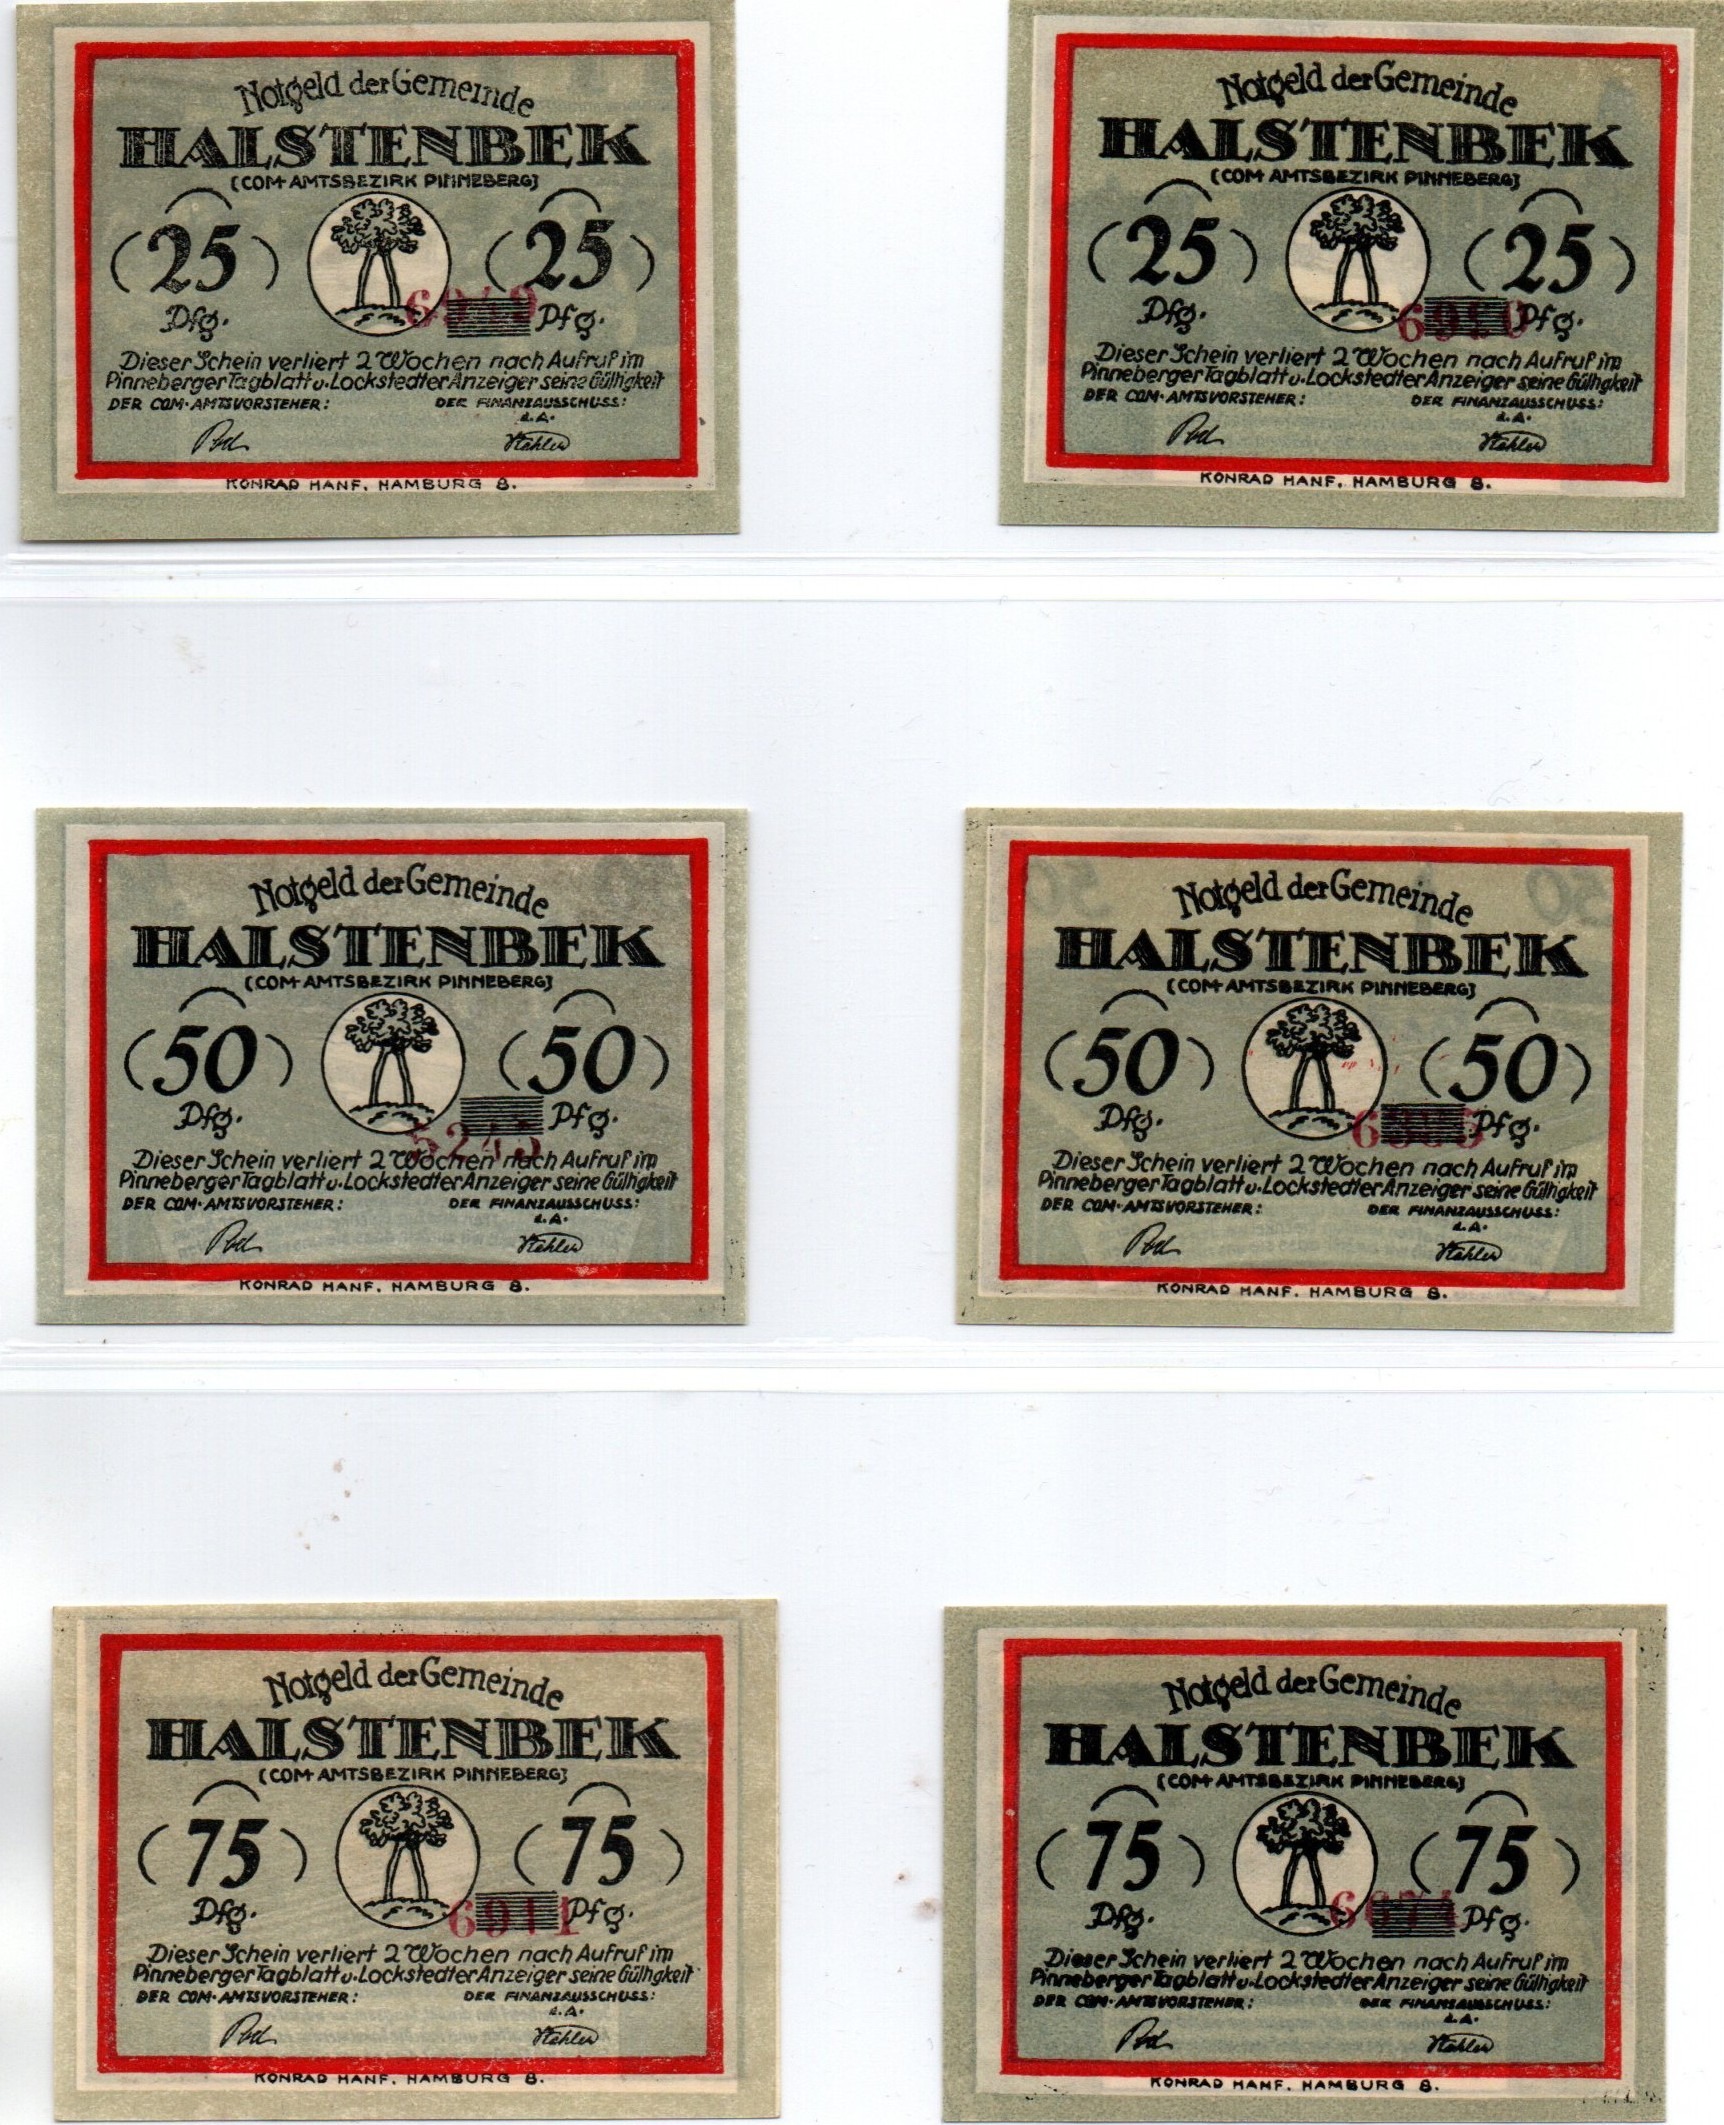 Notgeld der Gemeinde
HALSTENBEK
(COM-AMTSBEZIRK PINNEBERG)
25 25
Pfg. Pfg.
Dieser Schein verliert 2 Wochen nach Aufruf im
Pinneberger Tagblatt u. Lockstedter Anzeiger seine Gültigkeit
DER COM-AMTSVORSTEHER: DER FINANZAUSSCHUSS:
i.A.
KONRAD HANF, HAMBURG 8.
Notgeld der Gemeinde
HALSTENBEK
(COM-AMTSBEZIRK PINNEBERG)
25 25
Pfg. Pfg.
Dieser Schein verliert 2 Wochen nach Aufruf im
Pinneberger Tagblatt u. Lockstedter Anzeiger seine Gültigkeit
DER COM-AMTSVORSTEHER: DER FINANZAUSSCHUSS:
i.A.
KONRAD HANF, HAMBURG 8.
Notgeld der Gemeinde
HALSTENBEK
(COM-AMTSBEZIRK PINNEBERG)
50 50
Pfg. Pfg.
Dieser Schein verliert 2 Wochen nach Aufruf im
Pinneberger Tagblatt u. Lockstedter Anzeiger seine Gültigkeit
DER COM-AMTSVORSTEHER: DER FINANZAUSSCHUSS:
i.A.
KONRAD HANF, HAMBURG 8.
Notgeld der Gemeinde
HALSTENBEK
(COM-AMTSBEZIRK PINNEBERG)
50 50
Pfg. Pfg.
Dieser Schein verliert 2 Wochen nach Aufruf im
Pinneberger Tagblatt u. Lockstedter Anzeiger seine Gültigkeit
DER COM-AMTSVORSTEHER: DER FINANZAUSSCHUSS:
i.A.
KONRAD HANF, HAMBURG 8.
Notgeld der Gemeinde
HALSTENBEK
(COM-AMTSBEZIRK PINNEBERG)
75 75
Pfg. Pfg.
Dieser Schein verliert 2 Wochen nach Aufruf im
Pinneberger Tagblatt u. Lockstedter Anzeiger seine Gültigkeit
DER COM-AMTSVORSTEHER: DER FINANZAUSSCHUSS:
i.A.
KONRAD HANF, HAMBURG 8.
Notgeld der Gemeinde
HALSTENBEK
(COM-AMTSBEZIRK PINNEBERG)
75 75
Pfg. Pfg.
Dieser Schein verliert 2 Wochen nach Aufruf im
Pinneberger Tagblatt u. Lockstedter Anzeiger seine Gültigkeit
DER COM-AMTSVORSTEHER: DER FINANZAUSSCHUSS:
i.A.
KONRAD HANF, HAMBURG 8.